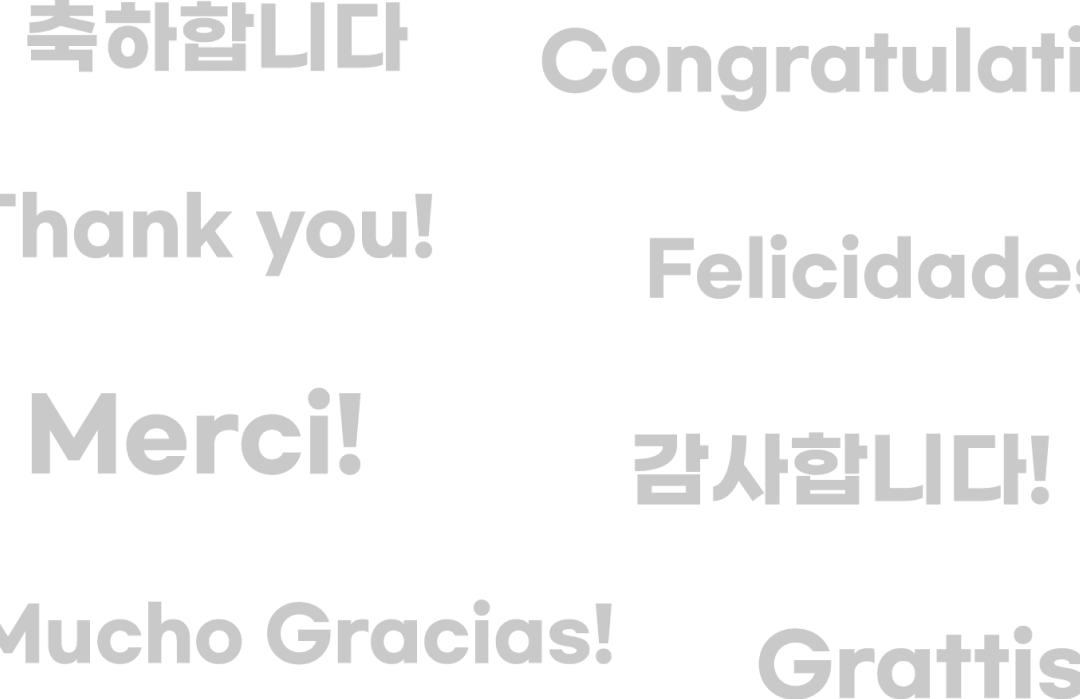 축하합니다
Congratulati
Thank you!
Felicidades
Merci!
감사합니다!
Mucho Gracias!
Grattis